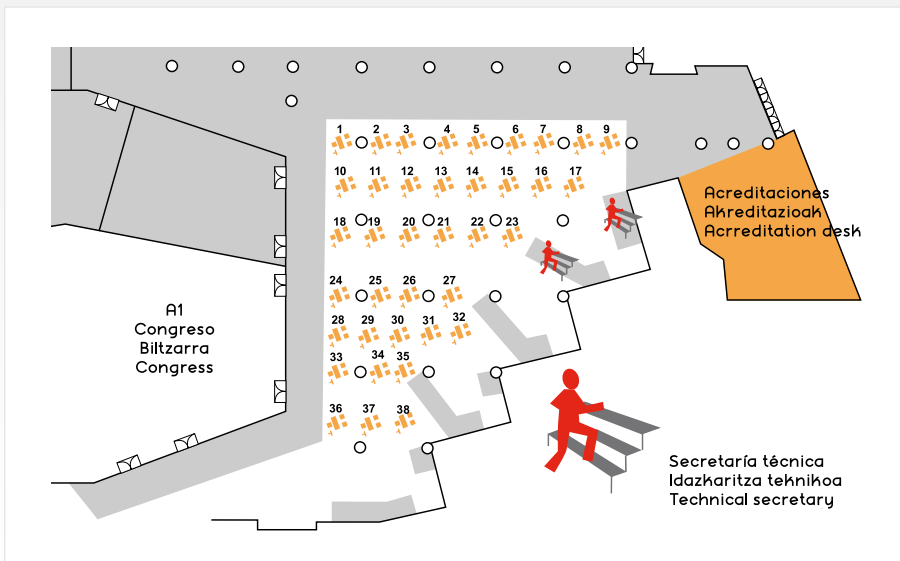 1 2 3 4 5 6 7 8 9
10 11 12 13 14 15 16 17
18 19 20 21 22 23
24 25 26 27
28 29 30 31 32
33 34 35
36 37 38
Acreditaciones
Akreditazioak
Acrreditation desk
A1
Congreso
Biltzarra
Congress
Secretaría técnica
Idazkaritza teknikoa
Technical secretary